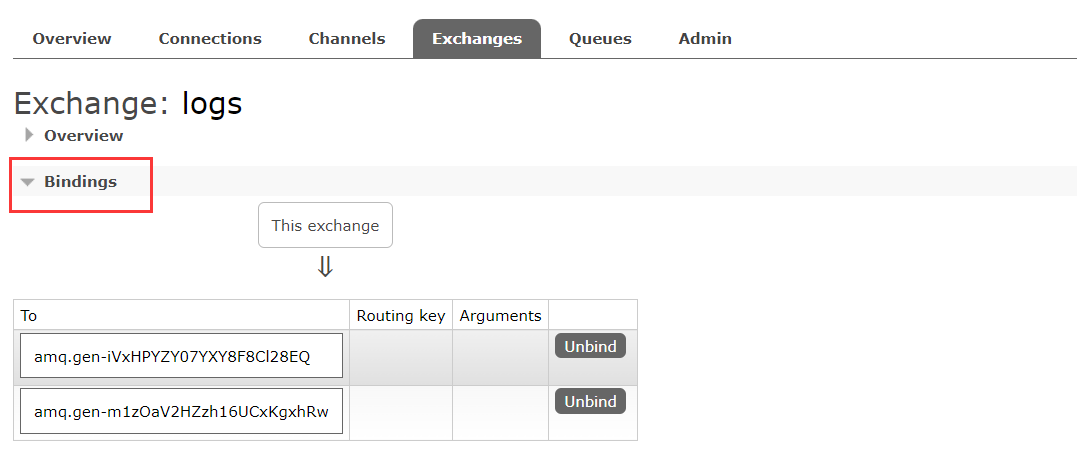 Overview Connections Channels Exchanges Queues Admin
Exchange: logs
Overview
Bindings
This exchange
⇓
To Routing key Arguments
amq.gen-iVxHPYZY07YXY8F8Cl28EQ Unbind
amq.gen-m1zOaV2HZzh16UCxKgxhRw Unbind